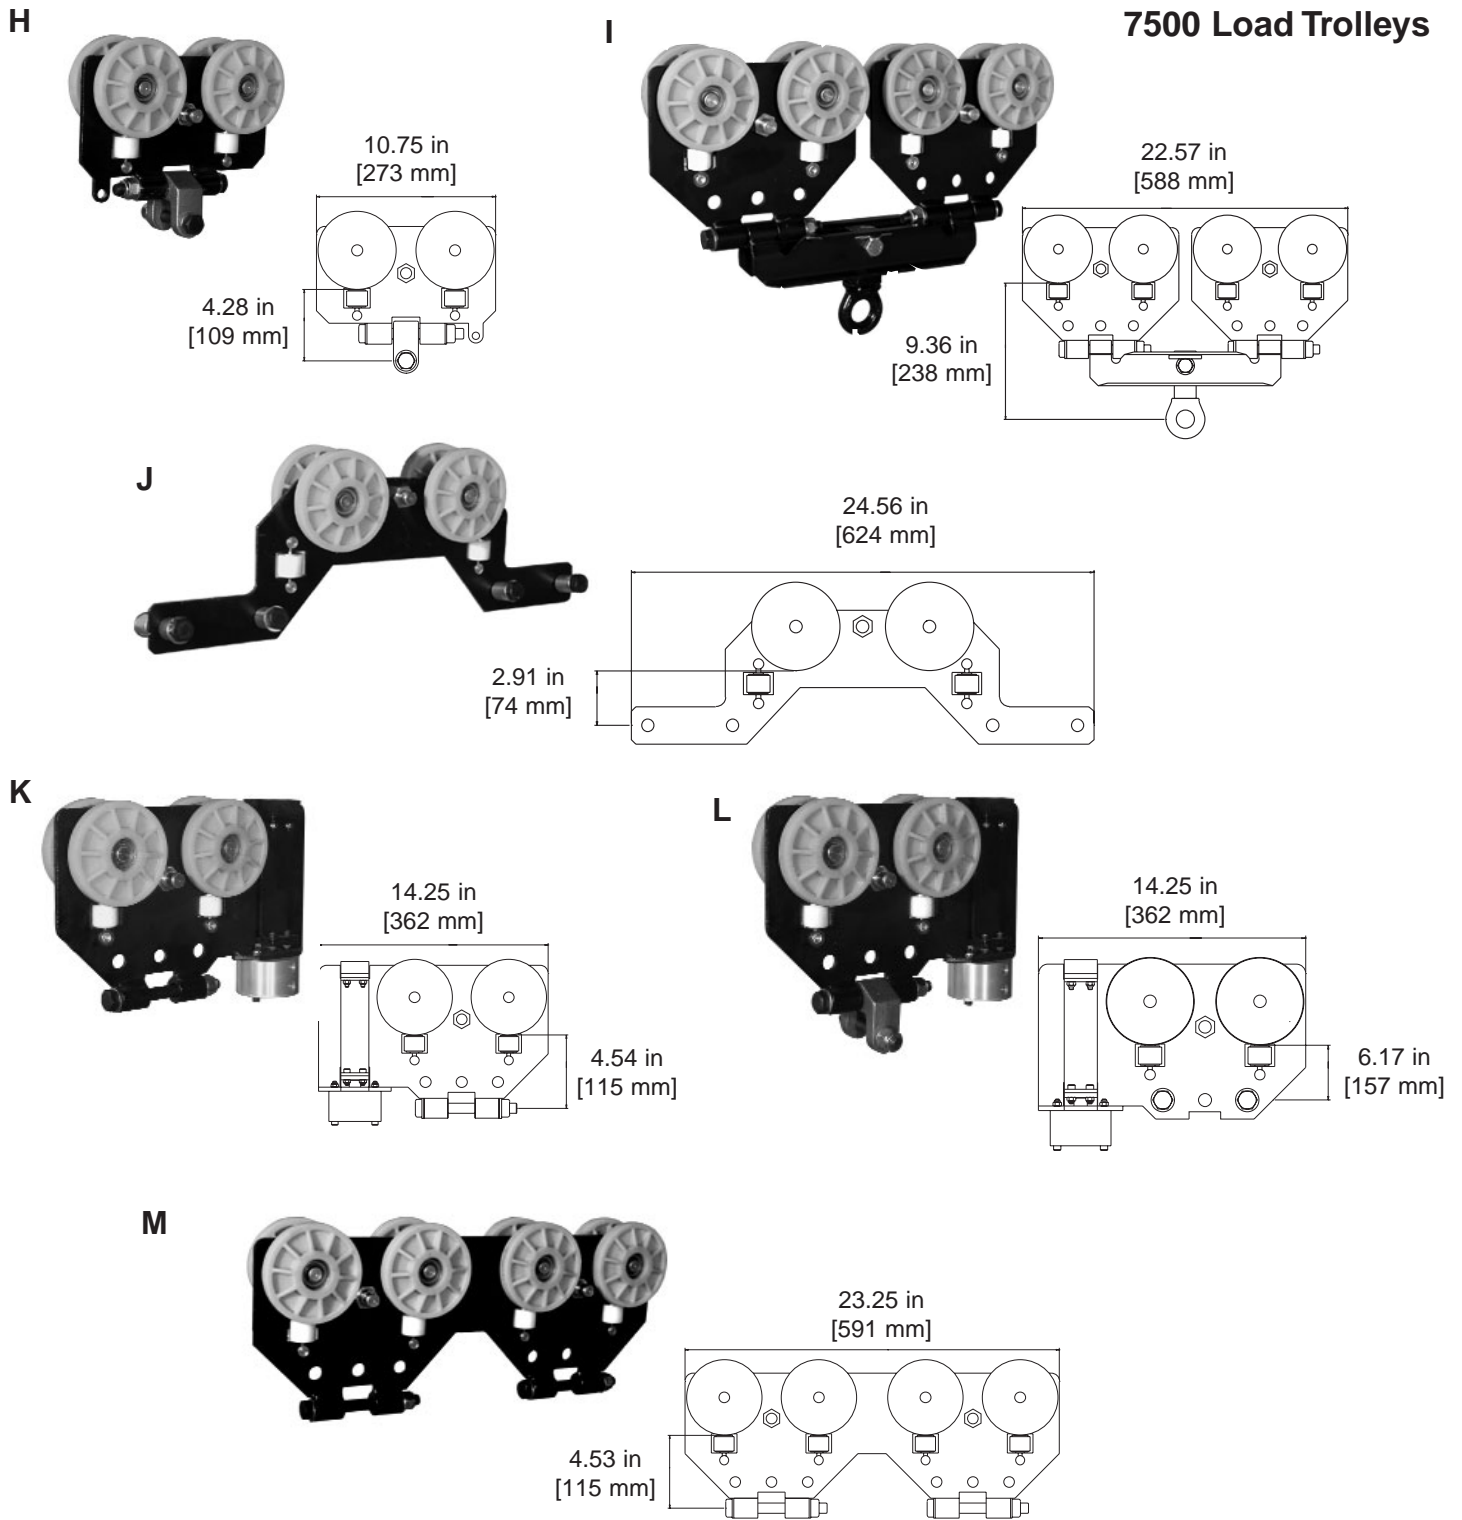 H
I
7500 Load Trolleys
10.75 in
[273 mm]
4.28 in
[109 mm]
22.57 in
[588 mm]
9.36 in
[238 mm]
J
24.56 in
[624 mm]
2.91 in
[74 mm]
K
14.25 in
[362 mm]
4.54 in
[115 mm]
L
14.25 in
[362 mm]
6.17 in
[157 mm]
M
23.25 in
[591 mm]
4.53 in
[115 mm]